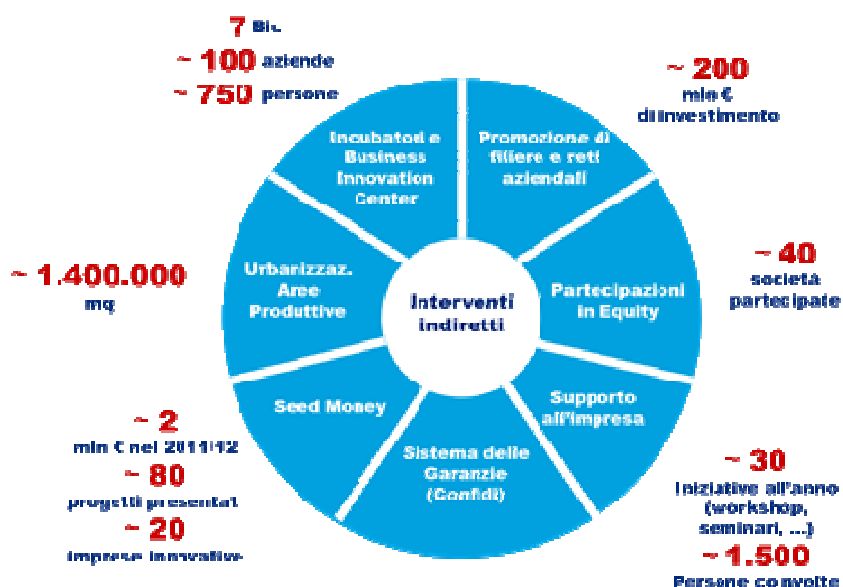 7 Bic
~ 100 aziende
~ 750 persone
~ 200
mln €
di investimento
Incubatori e
Business
Innovation
Center
Promozione di
filiere e reti
aziendali
~ 1.400.000
mq
Urbanizzaz.
Aree
Produttive
Interventi
indiretti
Partecipazioni
in Equity
~ 40
società
partecipate
Seed Money
Supporto
all'impresa
Sistema delle
Garanzie
(Confidi)
~ 2
mln € nel 2011/12
~ 80
progetti presentat
~ 20
imprese innovative
~ 30
Iniziative all'anno
(workshop,
seminari, ...)
~ 1.500
Persone coinvolte